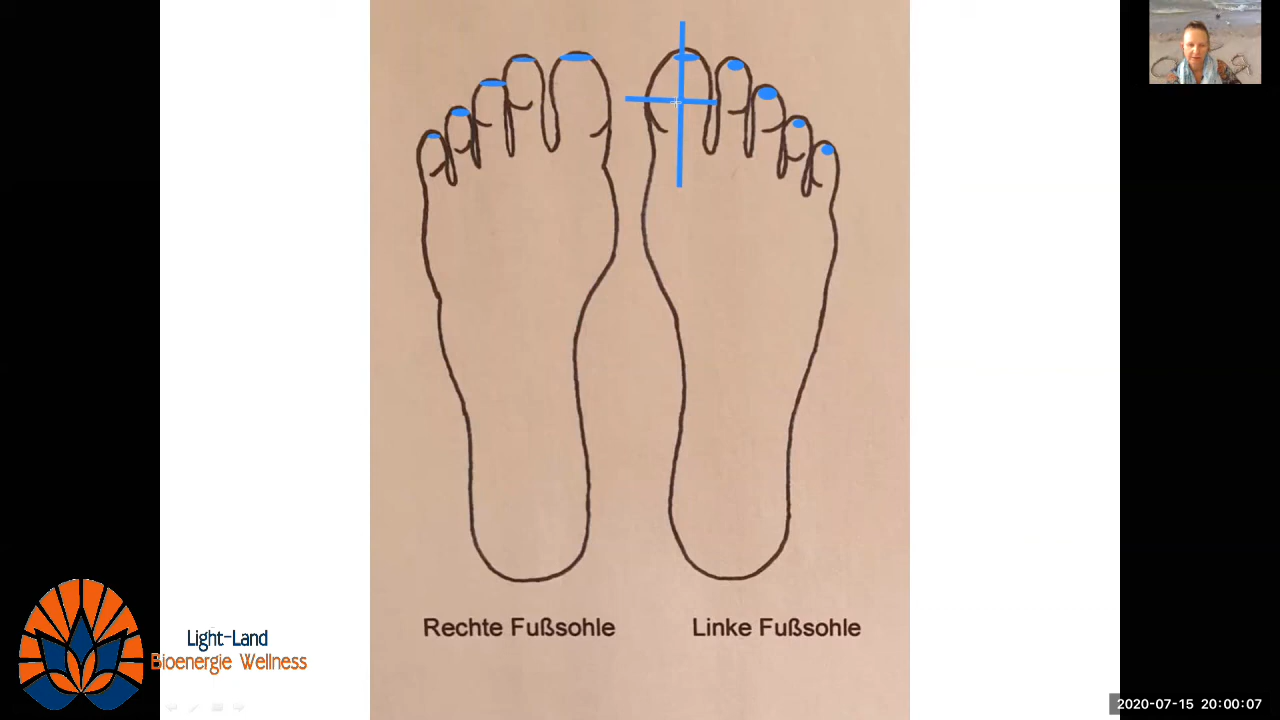 Rechte Fußsohle
Linke Fußsohle
Light-Land
Bioenergie Wellness
2020-07-15 20:00:07